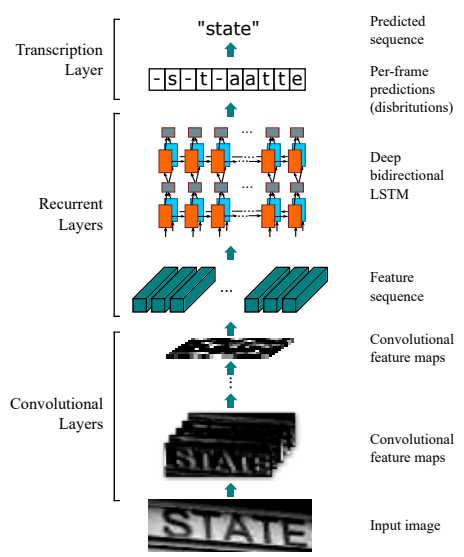 "state"
Predicted
sequence
Transcription
Layer
-s-t-aatte
Per-frame
predictions
(disbritutions)
...
...
Deep
bidirectional
LSTM
Recurrent
Layers
...
Feature
sequence
Convolutional
feature maps
...
Convolutional
Layers
STATE
Convolutional
feature maps
STATE
Input image